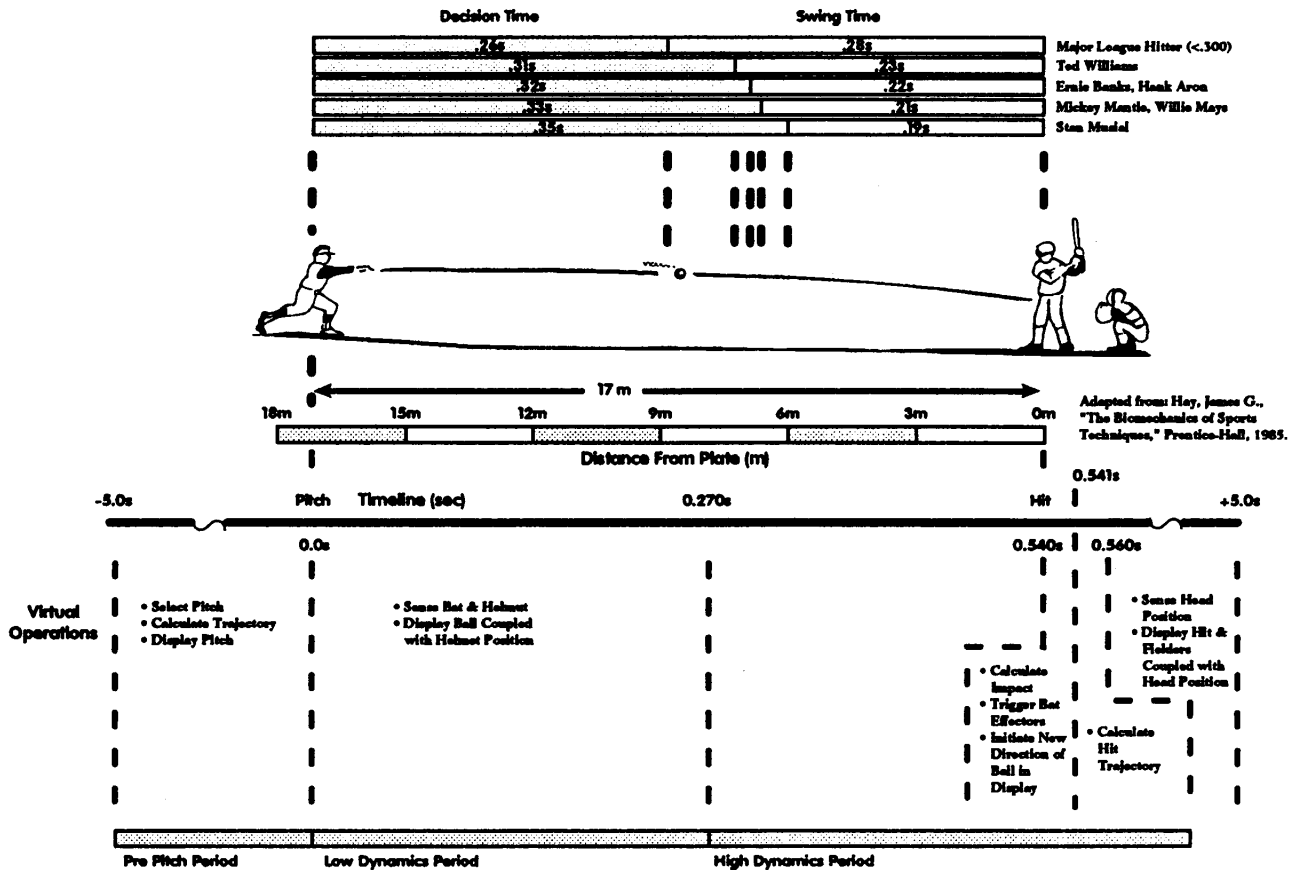 Decision Time Swing Time
.26s .28s Major League Hitter (<.300)
.31s .23s Ted Williams
.32s .22s Ernie Banks, Hank Aron
.33s .21s Mickey Mantle, Willie Mays
.35s .19s Stan Musial
17 m
18m 15m 12m 9m 6m 3m 0m
Distance From Plate (m)
Adapted from: Hay, James G.,
"The Biomechanics of Sports
Techniques," Prentice-Hall, 1985.
0.541s
-5.0s Pitch Timeline (sec) 0.270s Hit +5.0s
0.0s 0.540s 0.560s
Virtual
Operations
• Select Pitch
• Calculate Trajectory
• Display Pitch
• Sense Bat & Helmet
• Display Ball Coupled
with Helmet Position
• Calculate
Impact
• Trigger Bat
Effectors
• Initiate New
Direction of
Ball in
Display
• Sense Head
Position
• Display Hit &
Fielders
Coupled with
Head Position
• Calculate
Hit
Trajectory
Pre Pitch Period Low Dynamics Period High Dynamics Period